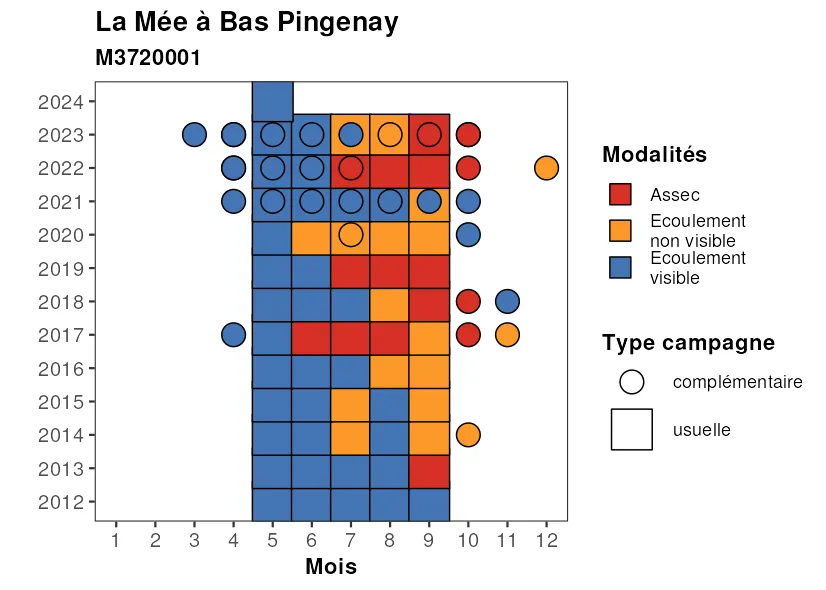 La Mée à Bas Pingenay
M3720001
2024
2023
2022
2021
2020
2019
2018
2017
2016
2015
2014
2013
2012
1 2 3 4 5 6 7 8 9 10 11 12
Mois
Modalités
Assec
Ecoulement
non visible
Ecoulement
visible
Type campagne
complémentaire
usuelle